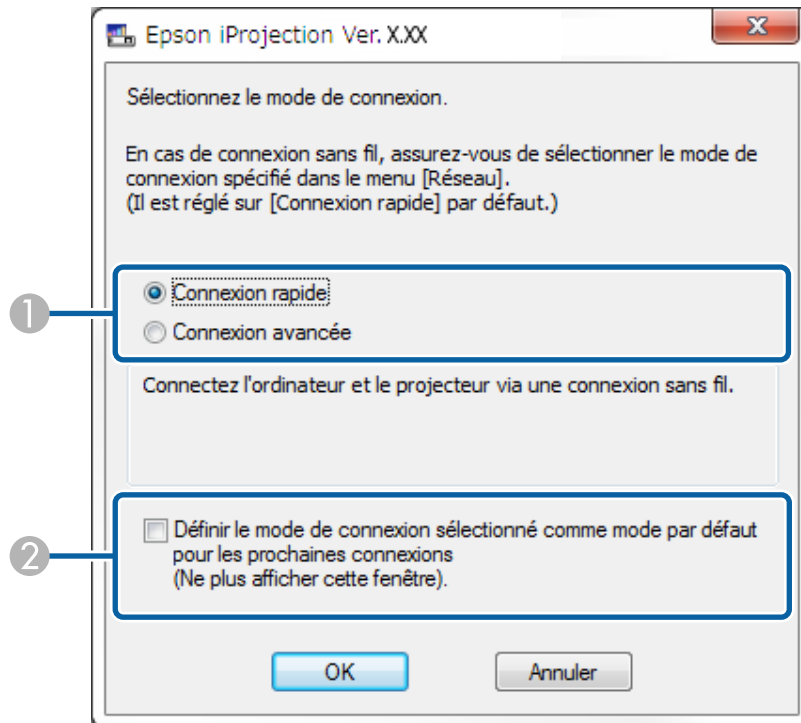 Epson iProjection Ver. X.XX
Sélectionnez le mode de connexion.
En cas de connexion sans fil, assurez-vous de sélectionner le mode de
connexion spécifié dans le menu [Réseau].
(Il est réglé sur [Connexion rapide] par défaut.)
1
Connexion rapide
Connexion avancée
Connectez l'ordinateur et le projecteur via une connexion sans fil.
2
Définir le mode de connexion sélectionné comme mode par défaut
pour les prochaines connexions
(Ne plus afficher cette fenêtre).
OK
Annuler